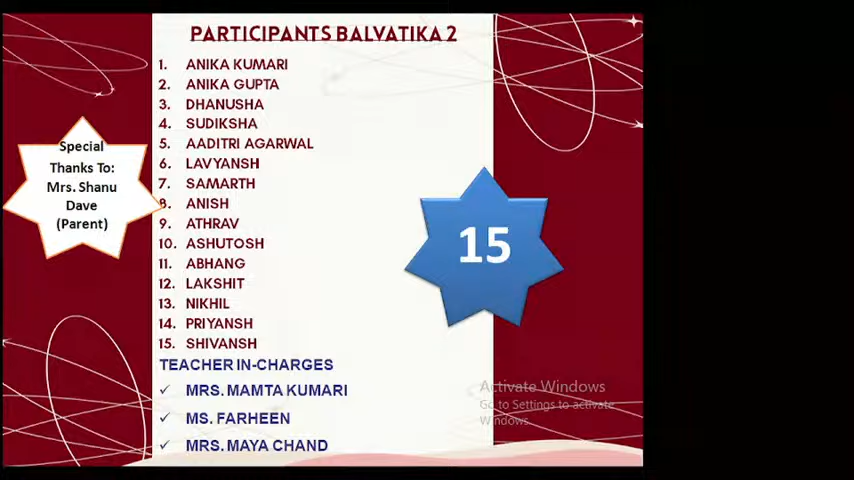 PARTICIPANTS BALVATIKA 2
1. ANIKA KUMARI
2. ANIKA GUPTA
3. DHANUSHA
4. SUDIKSHA
5. AADITRI AGARWAL
6. LAVYANSH
7. SAMARTH
8. ANISH
9. ATHRAV
10. ASHUTOSH
11. ABHANG
12. LAKSHIT
13. NIKHIL
14. PRIYANSH
15. SHIVANSH
TEACHER IN-CHARGES
✓ MRS. MAMTA KUMARI
✓ MS. FARHEEN
✓ MRS. MAYA CHAND
Special
Thanks To:
Mrs. Shanu
Dave
(Parent)
15
Activate Windows
Go to Settings to activate
Windows.